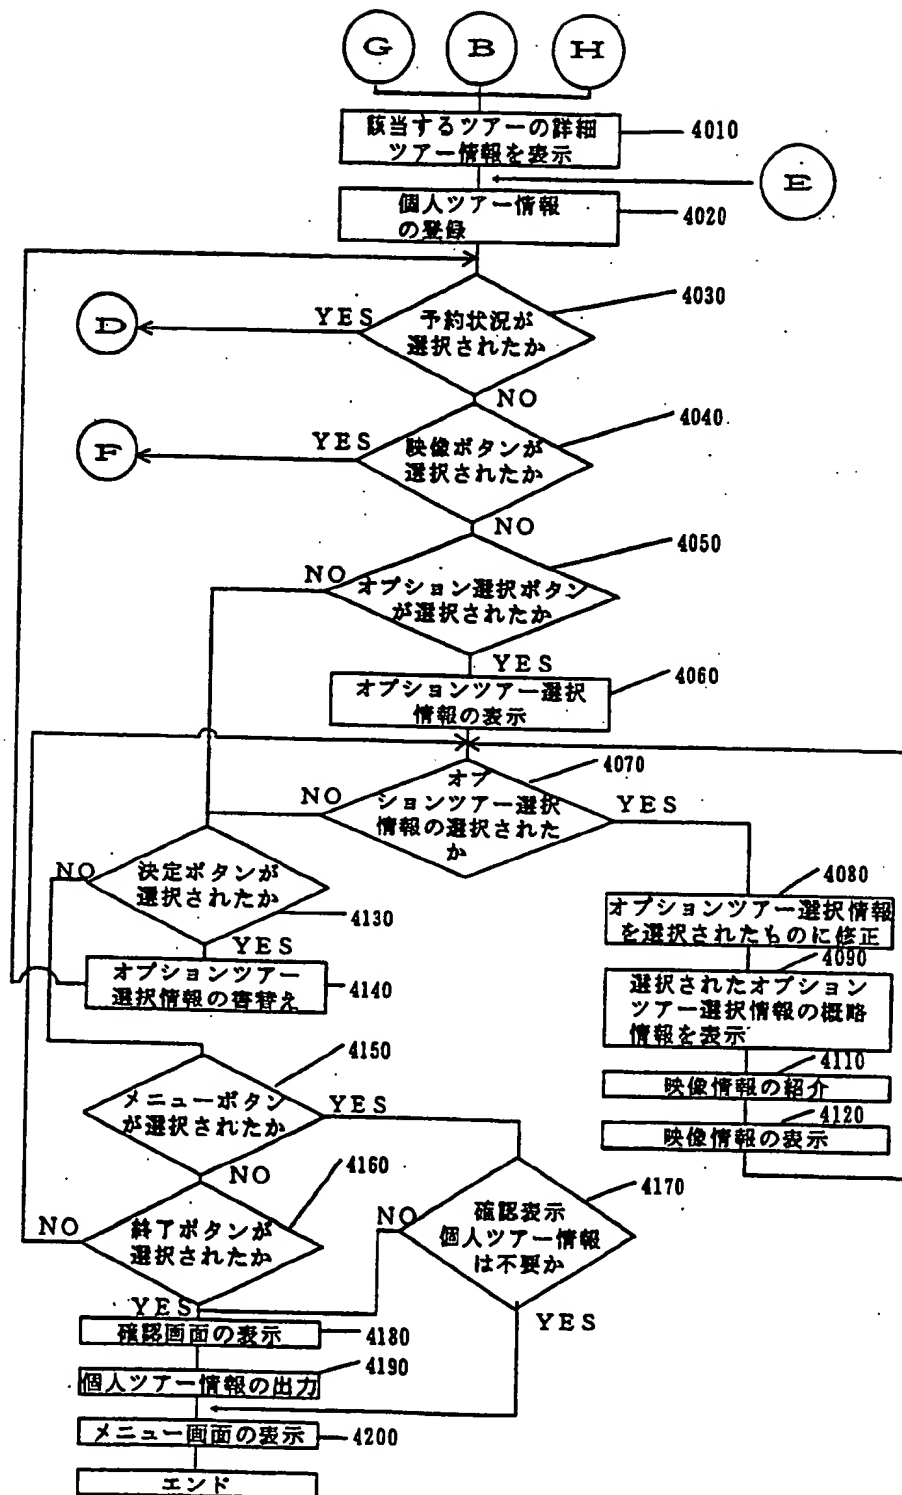 G
B
H
該当するツアーの詳細
ツアー情報を表示
4010
E
個人ツアー情報
の登録
4020
4030
D
YES
予約状況が
選択されたか
NO
4040
F
YES
映像ボタンが
選択されたか
NO
4050
NO
オプション選択ボタン
が選択されたか
YES
4060
オプションツアー選択
情報の表示
4070
オプ
ションツアー選択
情報の選択された
か
NO
YES
NO
決定ボタンが
選択されたか
4130
YES
4080
オプションツアー選択情報
を選択されたものに修正
4090
オプションツアー
選択情報の書替え
4140
選択されたオプション
ツアー選択情報の概略
情報を表示
4110
映像情報の紹介
4120
映像情報の表示
4150
メニューボタン
が選択されたか
YES
NO
4160
4170
NO
終了ボタンが
選択されたか
NO
確認表示
個人ツアー情報
は不要か
YES
YES
確認画面の表示
4180
4190
個人ツアー情報の出力
メニュー画面の表示
4200
エンド